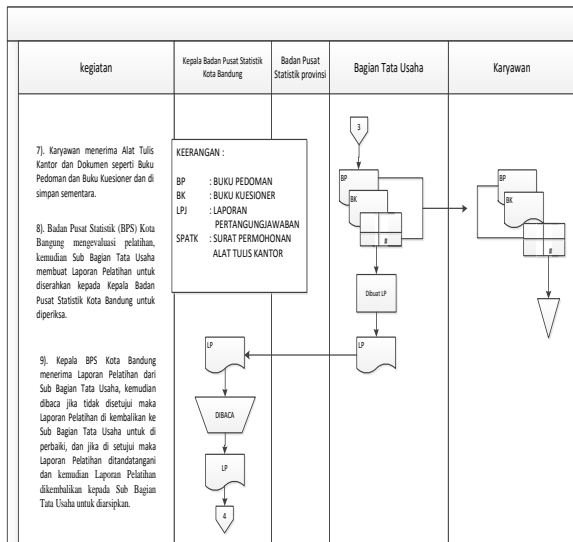 kegiatan
Kepala Badan Pusat Statistik
Kota Bandung
Badan Pusat
Statistik provinsi
Bagian Tata Usaha
Karyawan
7). Karyawan menerima Alat Tulis
Kantor dan Dokumen seperti Buku
Pedoman dan Buku Kuesioner dan di
simpan sementara.
8). Badan Pusat Statistik (BPS) Kota
Bangung mengevaluasi pelatihan,
kemudian Sub Bagian Tata Usaha
membuat Laporan Pelatihan untuk
diserahkan kepada Kepala Badan
Pusat Statistik Kota Bandung untuk
diperiksa.
9). Kepala BPS Kota Bandung
menerima Laporan Pelatihan dari
Sub Bagian Tata Usaha, kemudian
dibaca jika tidak disetujui maka
Laporan Pelatihan di kembalikan ke
Sub Bagian Tata Usaha untuk di
perbaiki, dan jika di setujui maka
Laporan Pelatihan ditandatangani
dan kemudian Laporan Pelatihan
dikembalikan kepada Sub Bagian
Tata Usaha untuk diarsipkan.
KEERANGAN :
BP : BUKU PEDOMAN
BK : BUKU KUESIONER
LPJ : LAPORAN
PERTANGUNGJAWABAN
SPATK : SURAT PERMOHONAN
ALAT TULIS KANTOR
LP
DIBACA
LP
4
3
BP
BK
#
Dibuat LP
LP
BP
BK
#